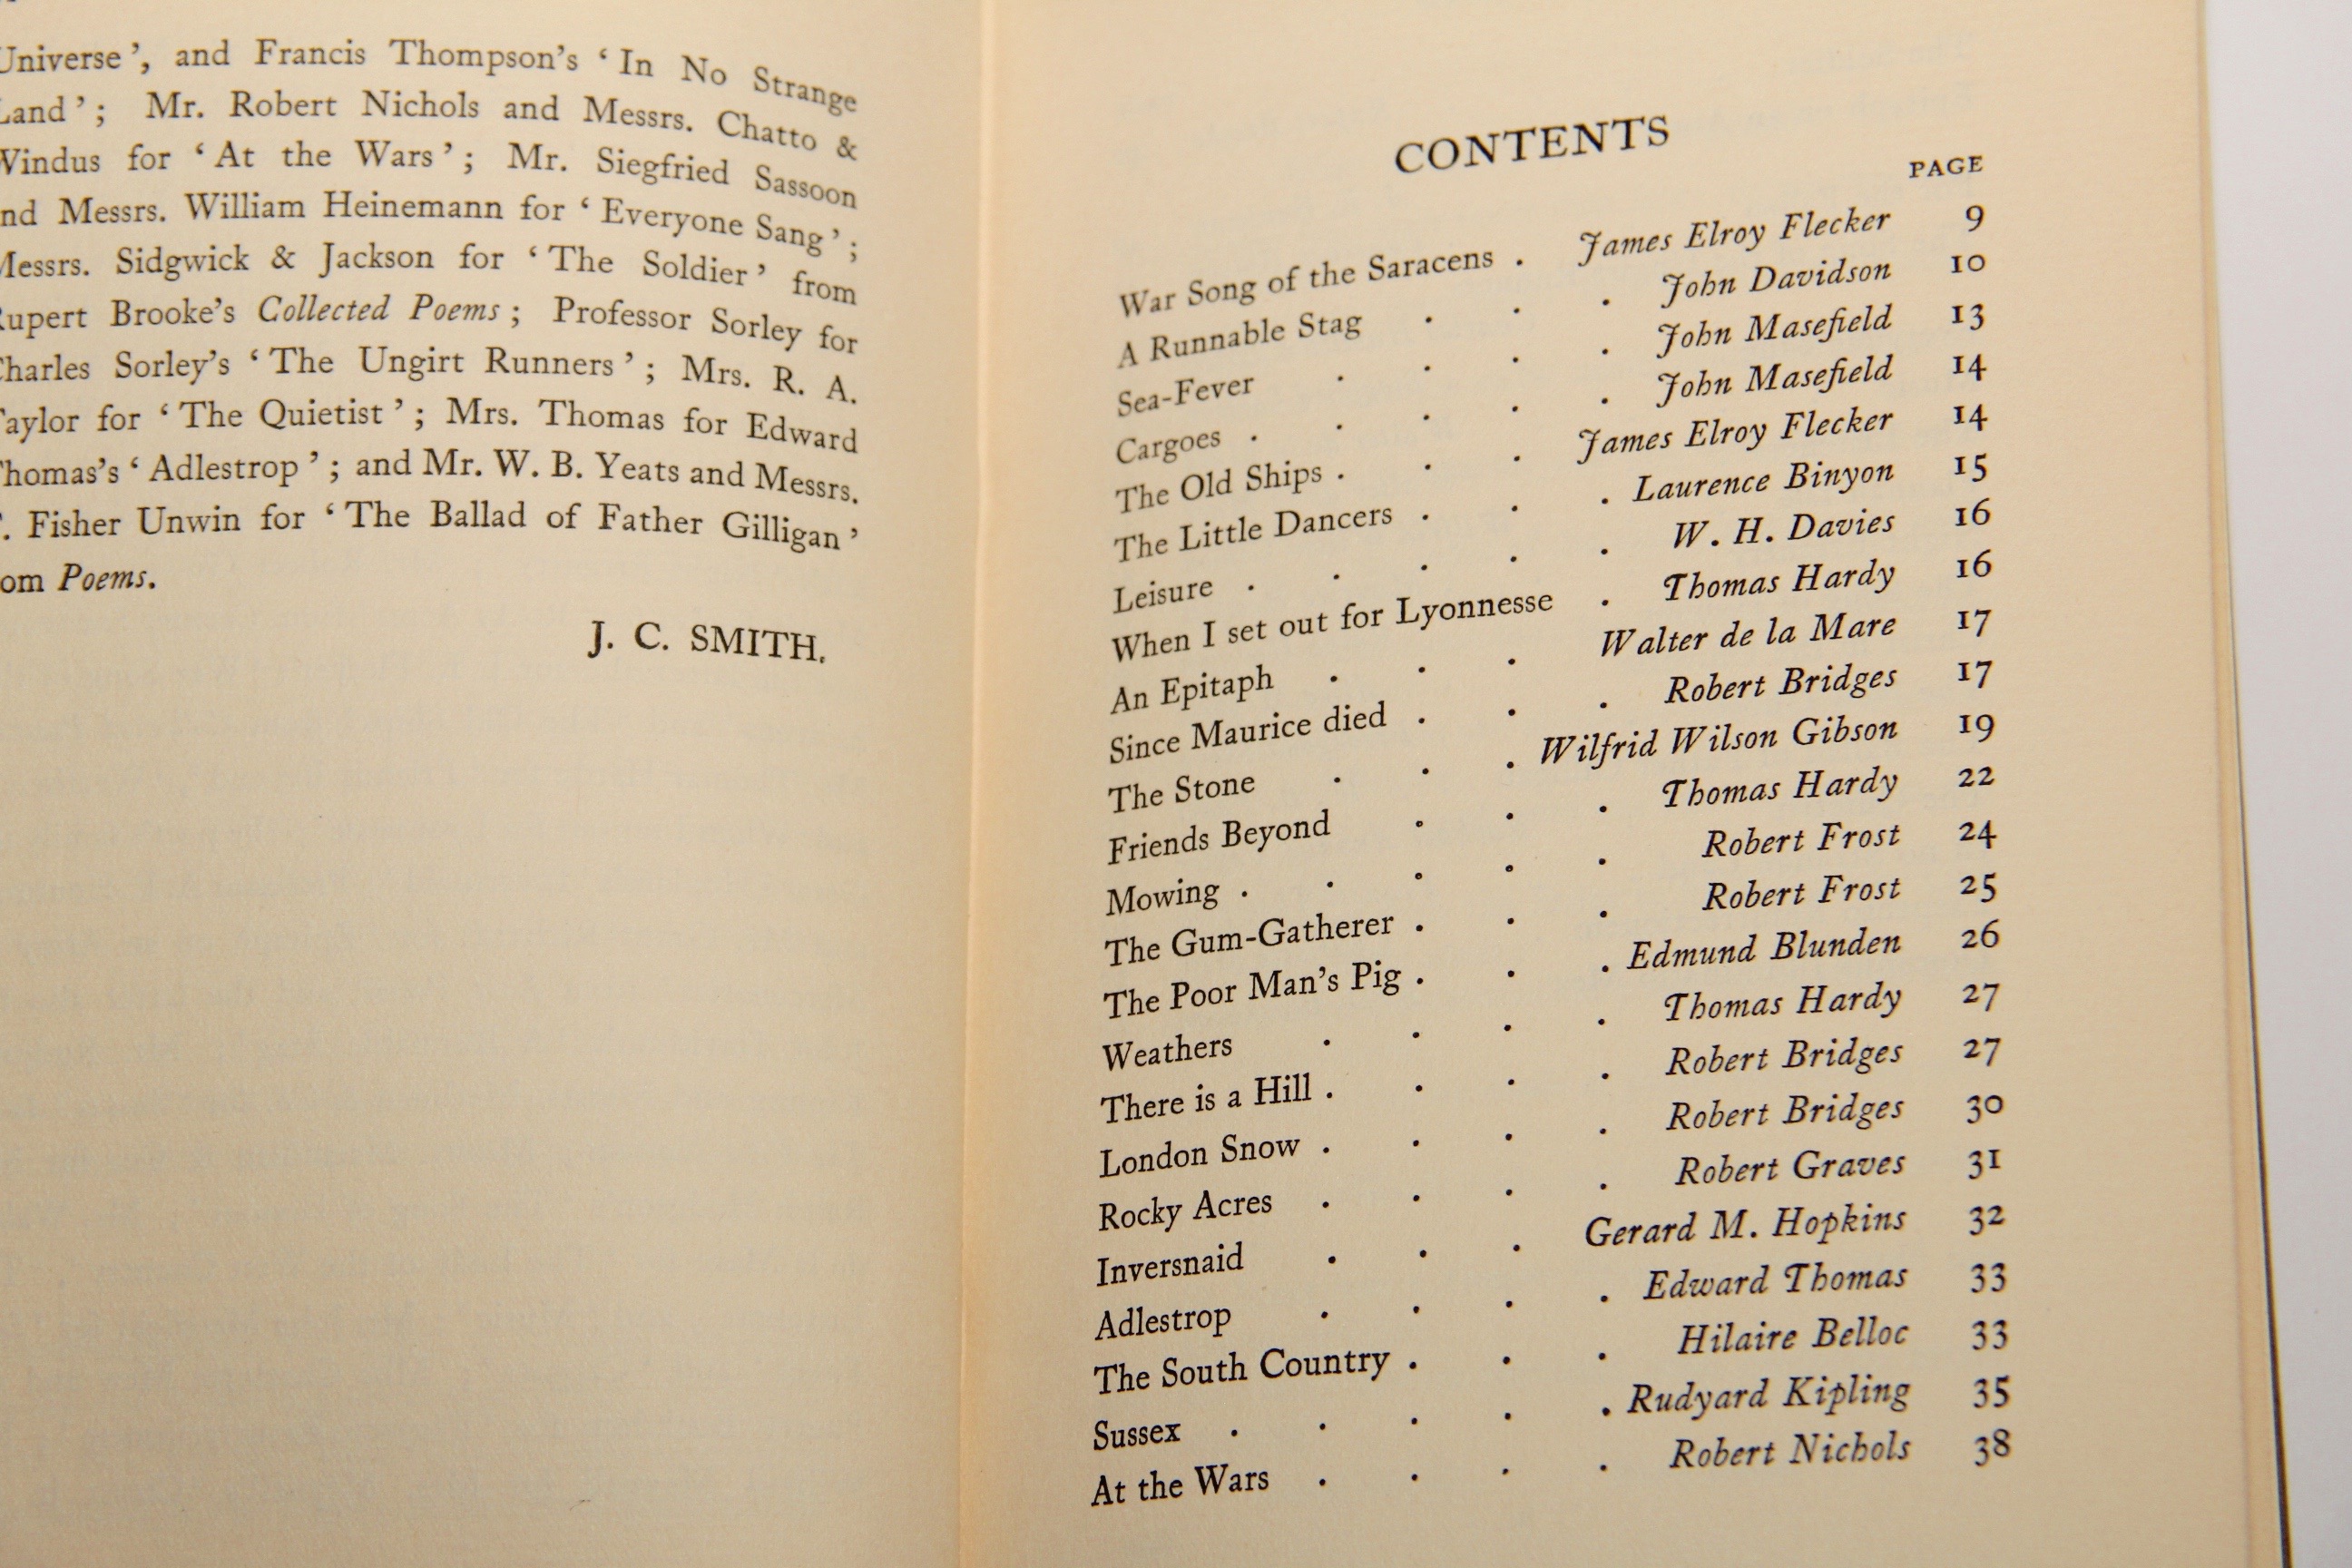 Universe’, and Francis Thompson’s ‘In No Strange
Land’; Mr. Robert Nichols and Messrs. Chatto &
Windus for ‘At the Wars’; Mr. Siegfried Sassoon
and Messrs. William Heinemann for ‘Everyone Sang’;
Messrs. Sidgwick & Jackson for ‘The Soldier’ from
Rupert Brooke’s Collected Poems; Professor Sorley for
Charles Sorley’s ‘The Ungirt Runners’; Mrs. R. A.
Taylor for ‘The Quietist’; Mrs. Thomas for Edward
Thomas’s ‘Adlestrop’; and Mr. W. B. Yeats and Messrs.
T. Fisher Unwin for ‘The Ballad of Father Gilligan’
from Poems.
J. C. SMITH.
CONTENTS
PAGE
War Song of the Saracens . James Elroy Flecker 9
A Runnable Stag . . . John Davidson 10
Sea-Fever . . . . John Masefield 13
Cargoes . . . . . John Masefield 14
The Old Ships . . . James Elroy Flecker 14
The Little Dancers . . . Laurence Binyon 15
Leisure . . . . . W. H. Davies 16
When I set out for Lyonnesse . Thomas Hardy 16
An Epitaph . . . Walter de la Mare 17
Since Maurice died . . . Robert Bridges 17
The Stone . . . Wilfrid Wilson Gibson 19
Friends Beyond . . . Thomas Hardy 22
Mowing . . . . . Robert Frost 24
The Gum-Gatherer . . . Robert Frost 25
The Poor Man’s Pig . . . Edmund Blunden 26
Weathers . . . . Thomas Hardy 27
There is a Hill . . . . Robert Bridges 27
London Snow . . . . Robert Bridges 30
Rocky Acres . . . . Robert Graves 31
Inversnaid . . . Gerard M. Hopkins 32
Adlestrop . . . . Edward Thomas 33
The South Country . . . Hilaire Belloc 33
Sussex . . . . . Rudyard Kipling 35
At the Wars . . . . Robert Nichols 38